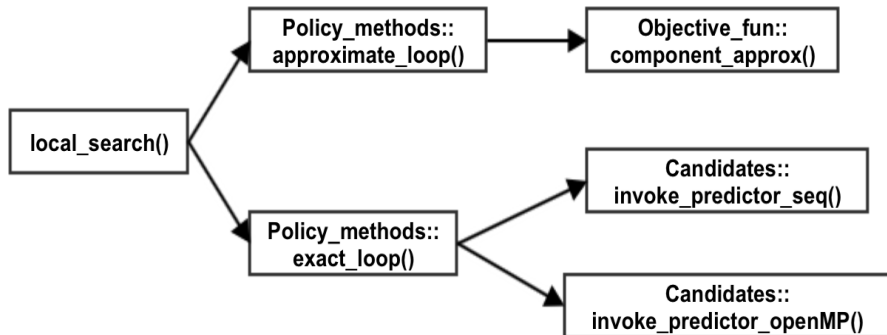 Policy_methods::
approximate_loop()
Objective_fun::
component_approx()
local_search()
Candidates::
invoke_predictor_seq()
Policy_methods::
exact_loop()
Candidates::
invoke_predictor_openMP()